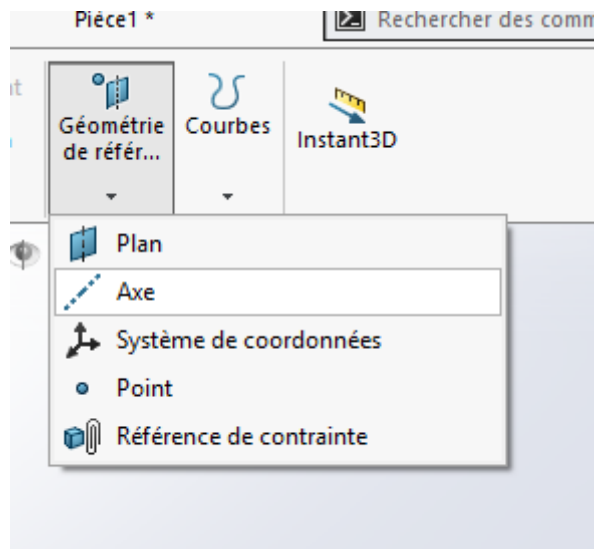 Pièce1 *
Rechercher des comm
Géométrie
de référ...
Courbes
Instant3D
Plan
Axe
Système de coordonnées
Point
Référence de contrainte